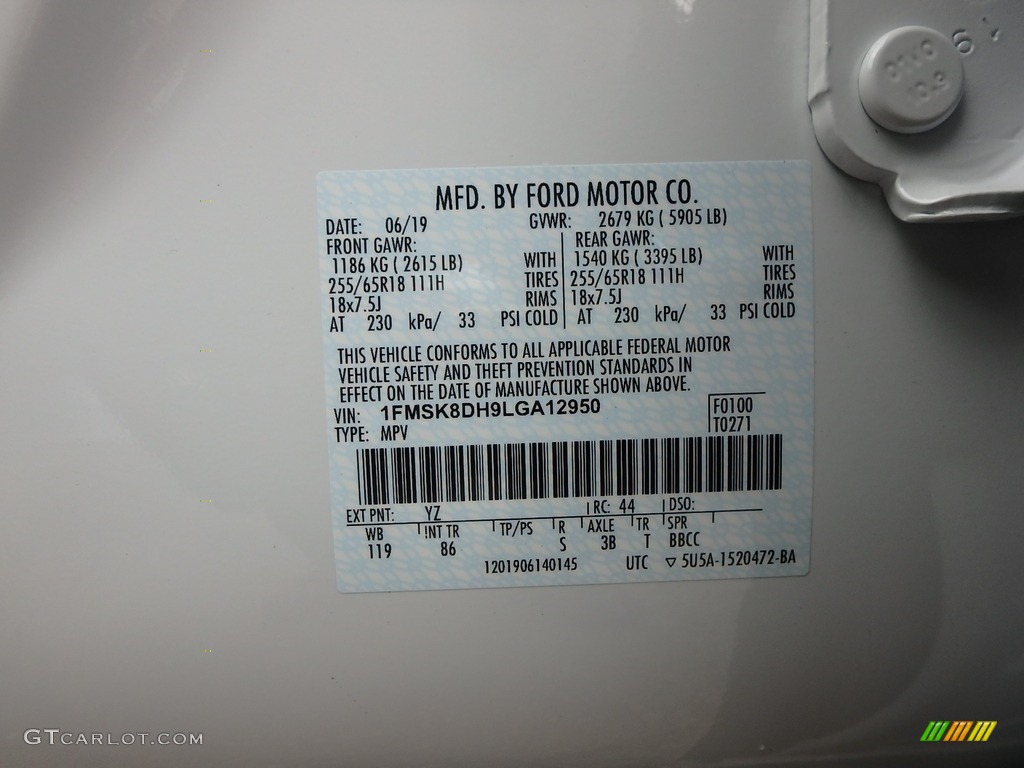 MFD. BY FORD MOTOR CO.
DATE: 06/19 GVWR: 2679 KG ( 5905 LB)
FRONT GAWR: REAR GAWR:
1186 KG ( 2615 LB) WITH 1540 KG ( 3395 LB) WITH
255/65R18 111H TIRES 255/65R18 111H TIRES
18x7.5J RIMS 18x7.5J RIMS
AT 230 kPa/ 33 PSI COLD AT 230 kPa/ 33 PSI COLD
THIS VEHICLE CONFORMS TO ALL APPLICABLE FEDERAL MOTOR
VEHICLE SAFETY AND THEFT PREVENTION STANDARDS IN
EFFECT ON THE DATE OF MANUFACTURE SHOWN ABOVE.
VIN: 1FMSK8DH9LGA12950 F0100
TYPE: MPV T0271
EXT PNT: YZ RC: 44 DSO:
WB INT TR TP/PS R AXLE TR SPR
119 86 S 3B T BBCC
1201906140145 UTC ▽ 5U5A-1520472-BA
GTCARLOT.COM